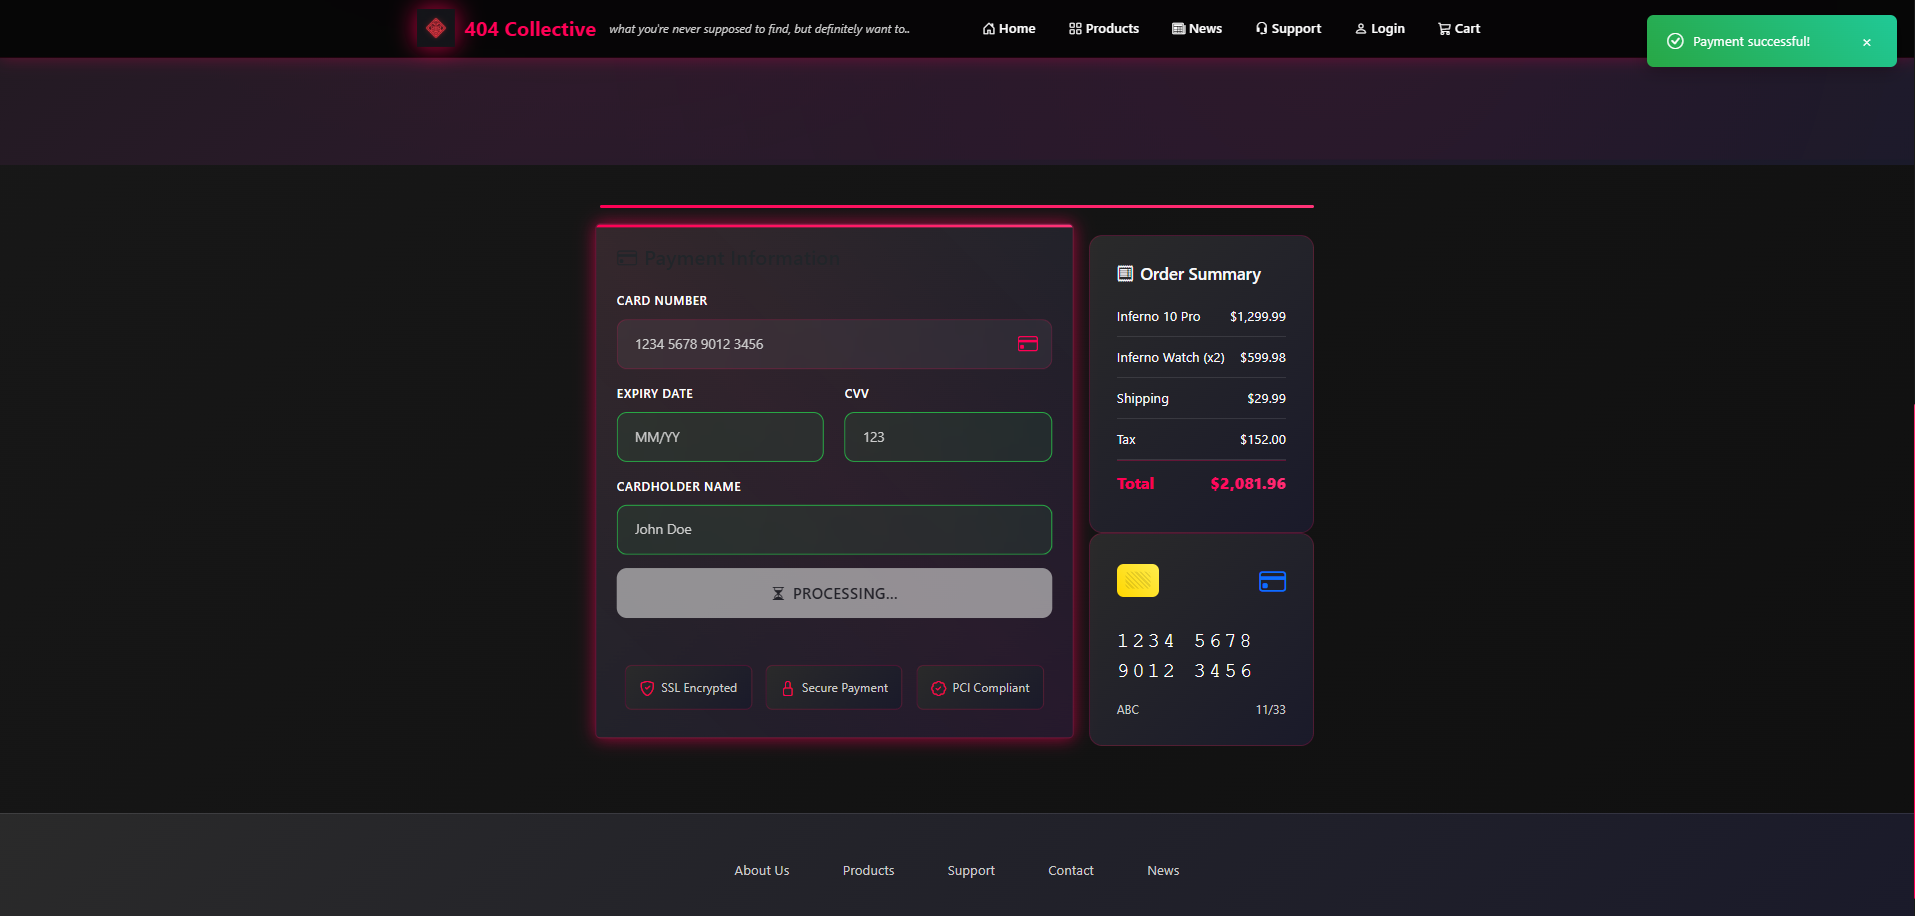 404 Collective
what you're never supposed to find, but definitely want to..
Home
Products
News
Support
Login
Cart
Payment successful!
×
Payment Information
CARD NUMBER
1234 5678 9012 3456
EXPIRY DATE
CVV
MM/YY
123
CARDHOLDER NAME
John Doe
PROCESSING...
SSL Encrypted
Secure Payment
PCI Compliant
Order Summary
Inferno 10 Pro $1,299.99
Inferno Watch (x2) $599.98
Shipping $29.99
Tax $152.00
Total $2,081.96
1234 5678
9012 3456
ABC 11/33
About Us
Products
Support
Contact
News